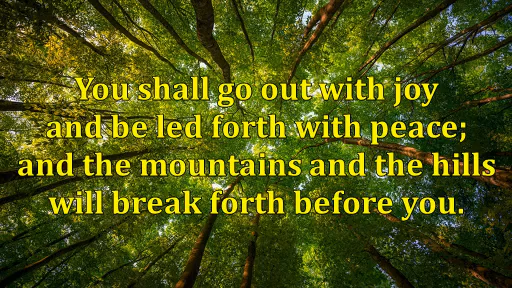 You shall go out with joy
and be led forth with peace;
and the mountains and the hills
will break forth before you.